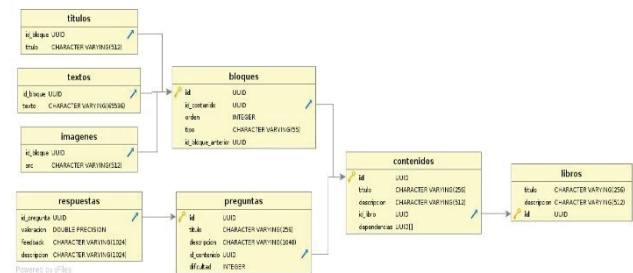 titulos
id_bloque UUID
titulo CHARACTER VARYING(512)
textos
id_bloque UUID
texto CHARACTER VARYING(65536)
imagenes
id_bloque UUID
src CHARACTER VARYING(512)
bloques
id UUID
id_contenido UUID
orden INTEGER
tipo CHARACTER VARYING(55)
id_bloque_anterior UUID
respuestas
id_pregunta UUID
valoracion DOUBLE PRECISION
feedback CHARACTER VARYING(1024)
descripcion CHARACTER VARYING(1024)
preguntas
id UUID
titulo CHARACTER VARYING(256)
descripcion CHARACTER VARYING(2048)
id_contenido UUID
dificultad INTEGER
contenidos
id UUID
titulo CHARACTER VARYING(256)
descripcion CHARACTER VARYING(512)
id_libro UUID
dependencias UUID[]
libros
titulo CHARACTER VARYING(256)
descripcion CHARACTER VARYING(512)
id UUID
Powered by yFiles